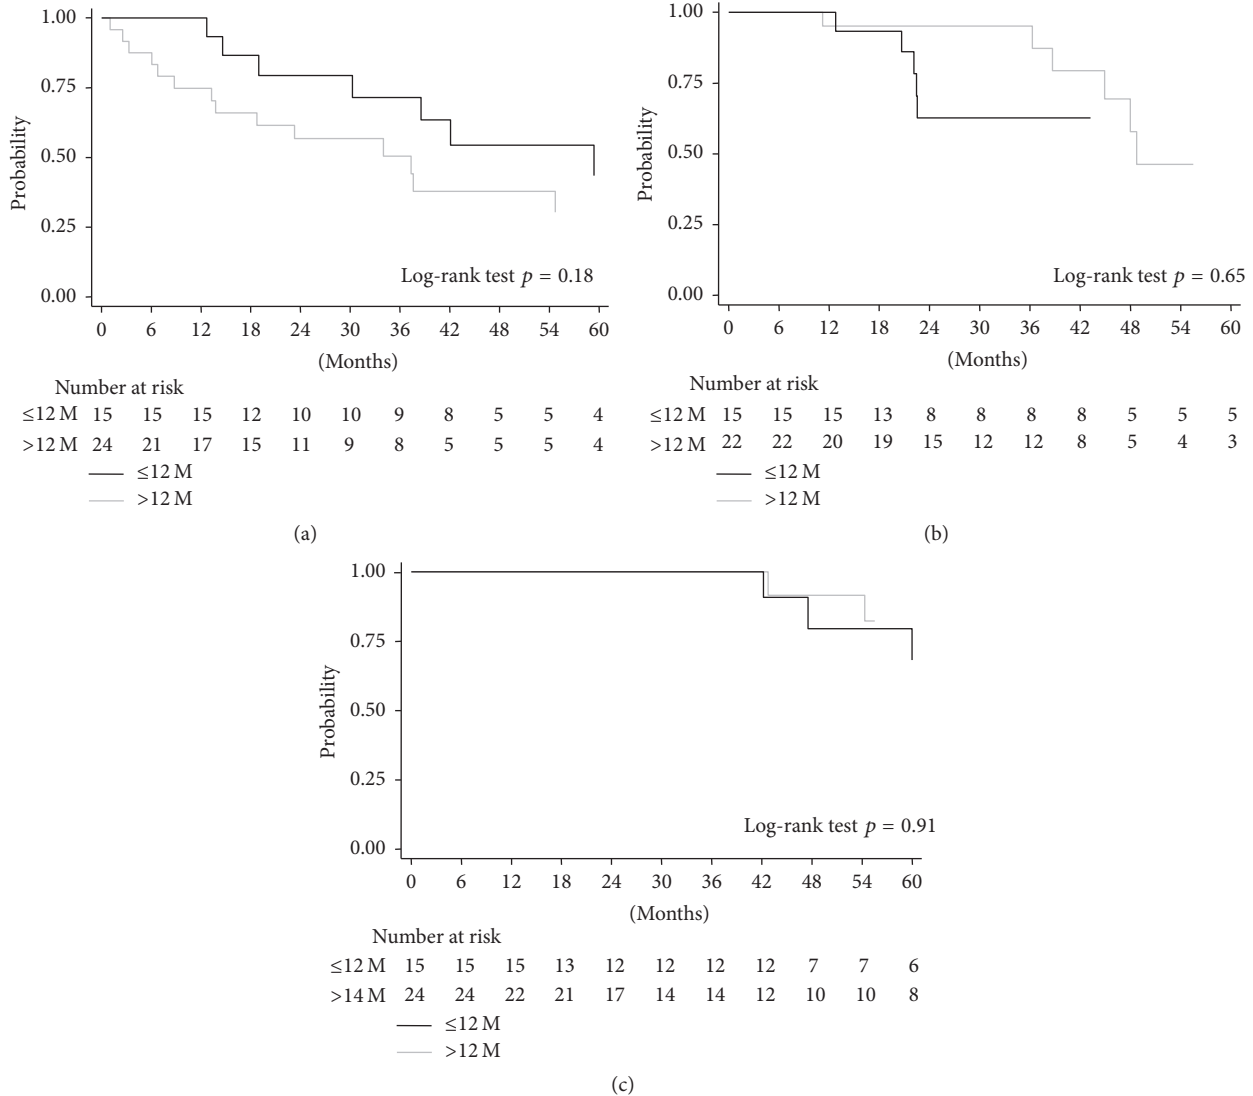 1.00
0.75
0.50
0.25
0.00
Probability
Log-rank test p = 0.18
0 6 12 18 24 30 36 42 48 54 60
(Months)
Number at risk
≤12 M 15 15 15 12 10 10 9 8 5 5 4
>12 M 24 21 17 15 11 9 8 5 5 5 4
≤12 M
>12 M
(a)
1.00
0.75
0.50
0.25
0.00
Probability
Log-rank test p = 0.65
0 6 12 18 24 30 36 42 48 54 60
(Months)
Number at risk
≤12 M 15 15 15 13 8 8 8 8 5 5 5
>12 M 22 22 20 19 15 12 12 8 5 4 3
≤12 M
>12 M
(b)
1.00
0.75
0.50
0.25
0.00
Probability
Log-rank test p = 0.91
0 6 12 18 24 30 36 42 48 54 60
(Months)
Number at risk
≤12 M 15 15 15 13 12 12 12 12 7 7 6
>14 M 24 24 22 21 17 14 14 12 10 10 8
≤12 M
>12 M
(c)